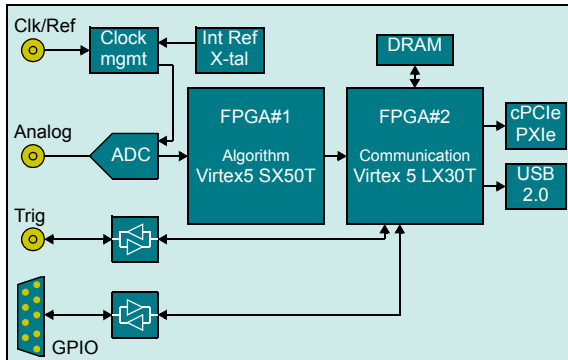 Clk/Ref
Clock
mgmt
Int Ref
X-tal
DRAM
Analog
ADC
FPGA#1
Algorithm
Virtex5 SX50T
FPGA#2
Communication
Virtex 5 LX30T
cPCIe
PXIe
USB
2.0
Trig
GPIO